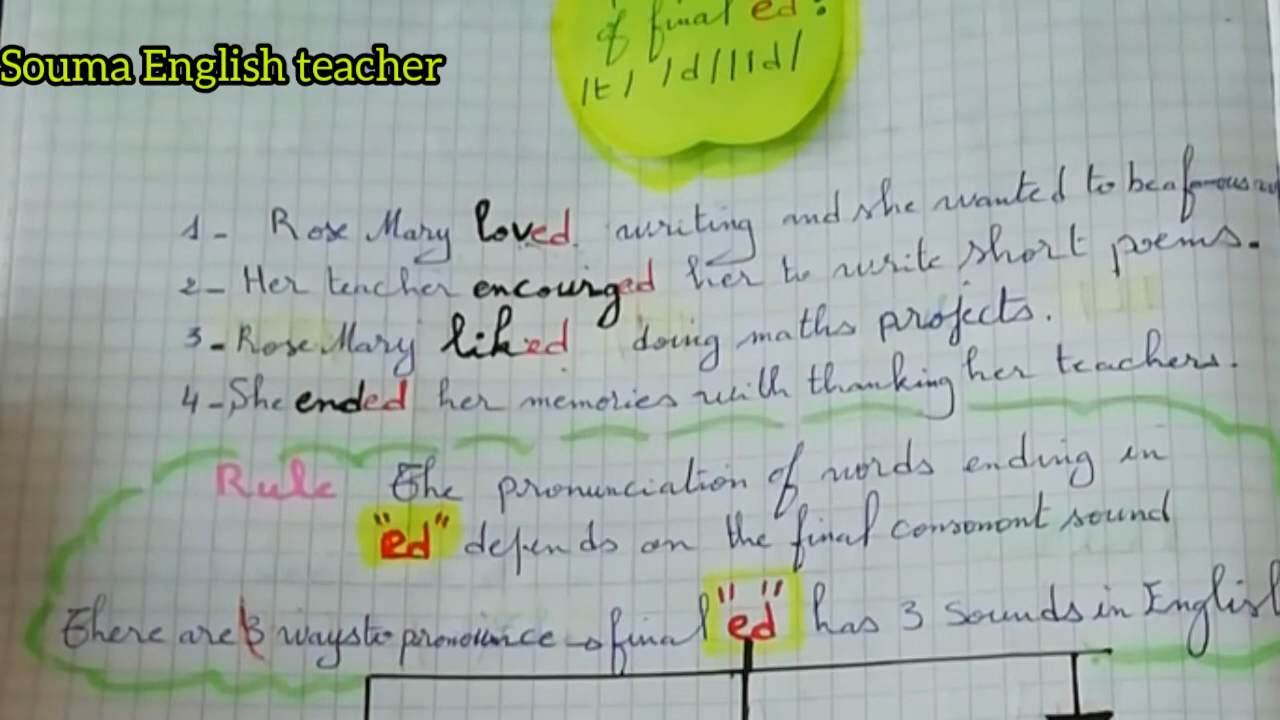 of final ed:
Souma English teacher
/t/ /d/ /id/
1- Rose Mary loved writing and she wanted to be a famous
2- Her teacher encourged her to write short poems.
3- Rose Mary liked doing maths projects.
4- She ended her memories with thanking her teachers.
Rule The pronunciation of words ending in
"ed" depends on the final consonont sound
There are 3 ways to pronounce → final "ed" has 3 sounds in English